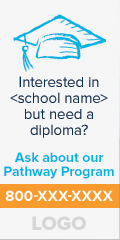 Interested in
<school name>
but need a
diploma?
Ask about our
Pathway Program
800-XXX-XXXX
LOGO